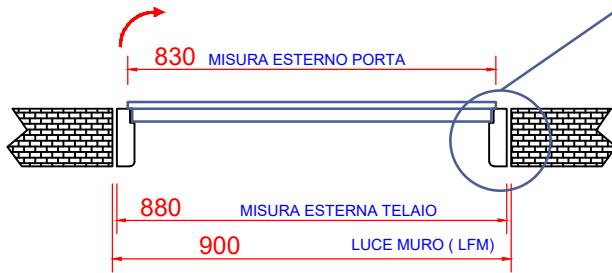 830 MISURA ESTERNO PORTA
880 MISURA ESTERNA TELAIO
900 LUCE MURO ( LFM)